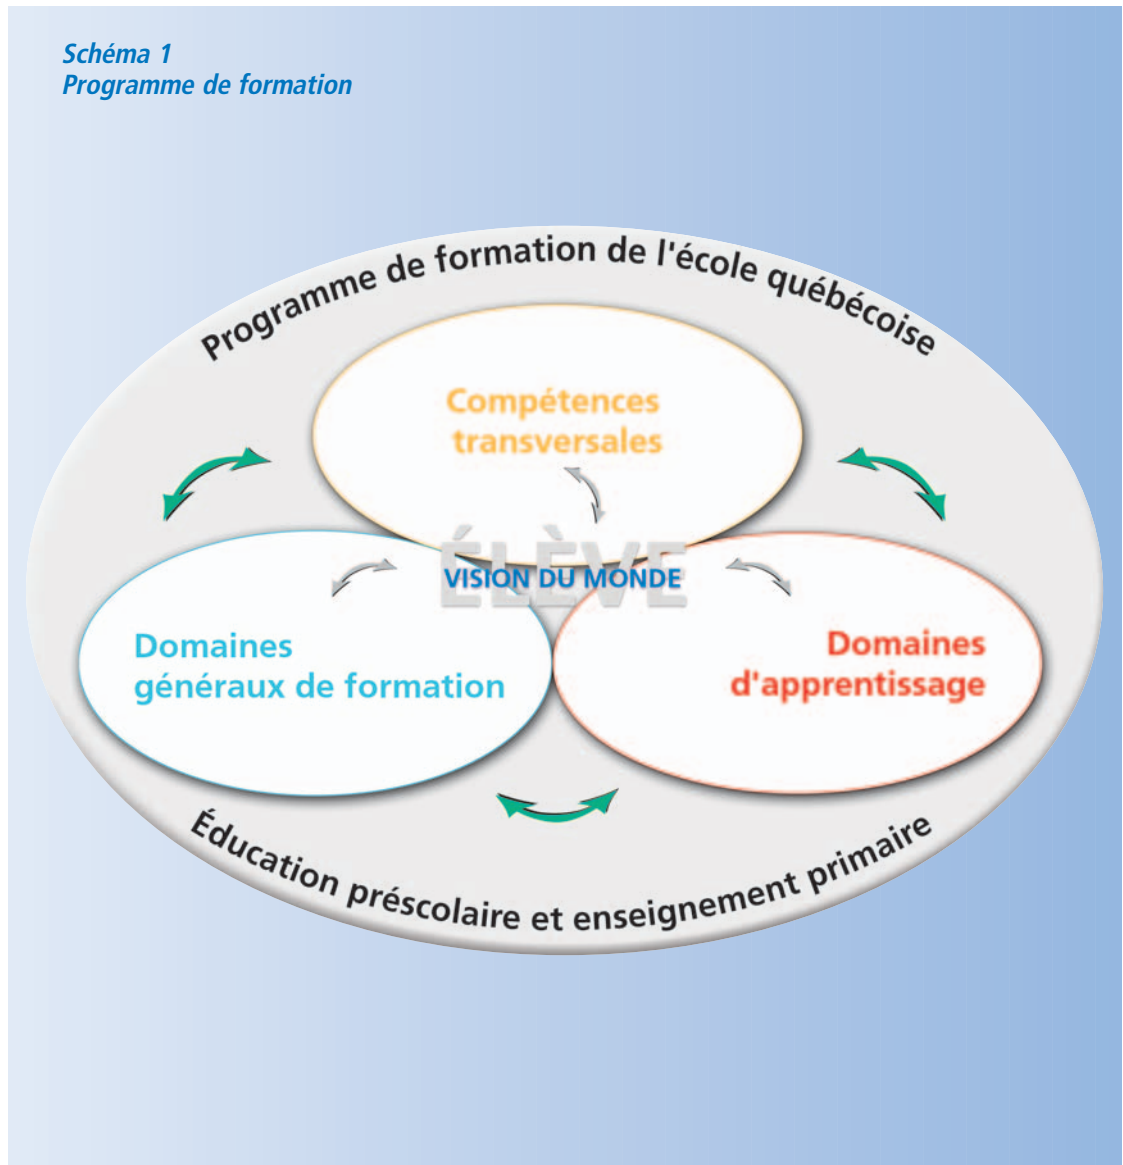 Schéma 1
Programme de formation
Programme de formation de l'école québécoise
Compétences
transversales
ÉLÈVE
VISION DU MONDE
Domaines
généraux de formation
Domaines
d'apprentissage
Éducation préscolaire et enseignement primaire